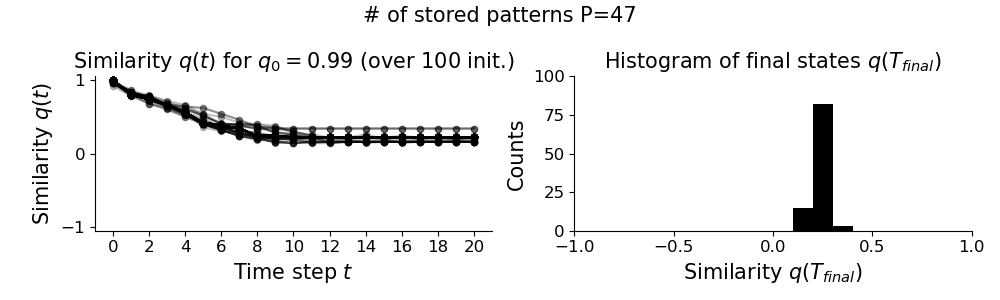 # of stored patterns P=47
Similarity q(t) for q₀ = 0.99 (over 100 init.)
Similarity q(t)
1
0
−1
0 2 4 6 8 10 12 14 16 18 20
Time step t
Histogram of final states q(T_final)
Counts
100
75
50
25
0
−1.0 −0.5 0.0 0.5 1.0
Similarity q(T_final)